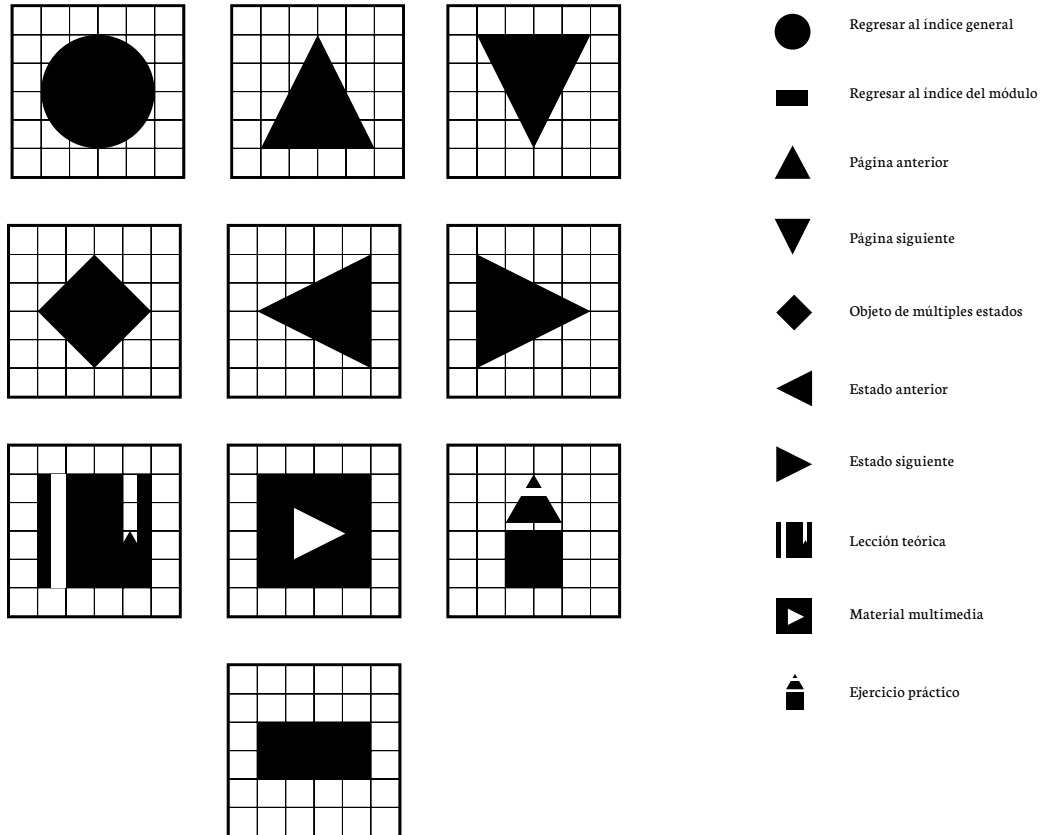 Regresar al índice general
Regresar al índice del módulo
Página anterior
Página siguiente
Objeto de múltiples estados
Estado anterior
Estado siguiente
Lección teórica
Material multimedia
Ejercicio práctico